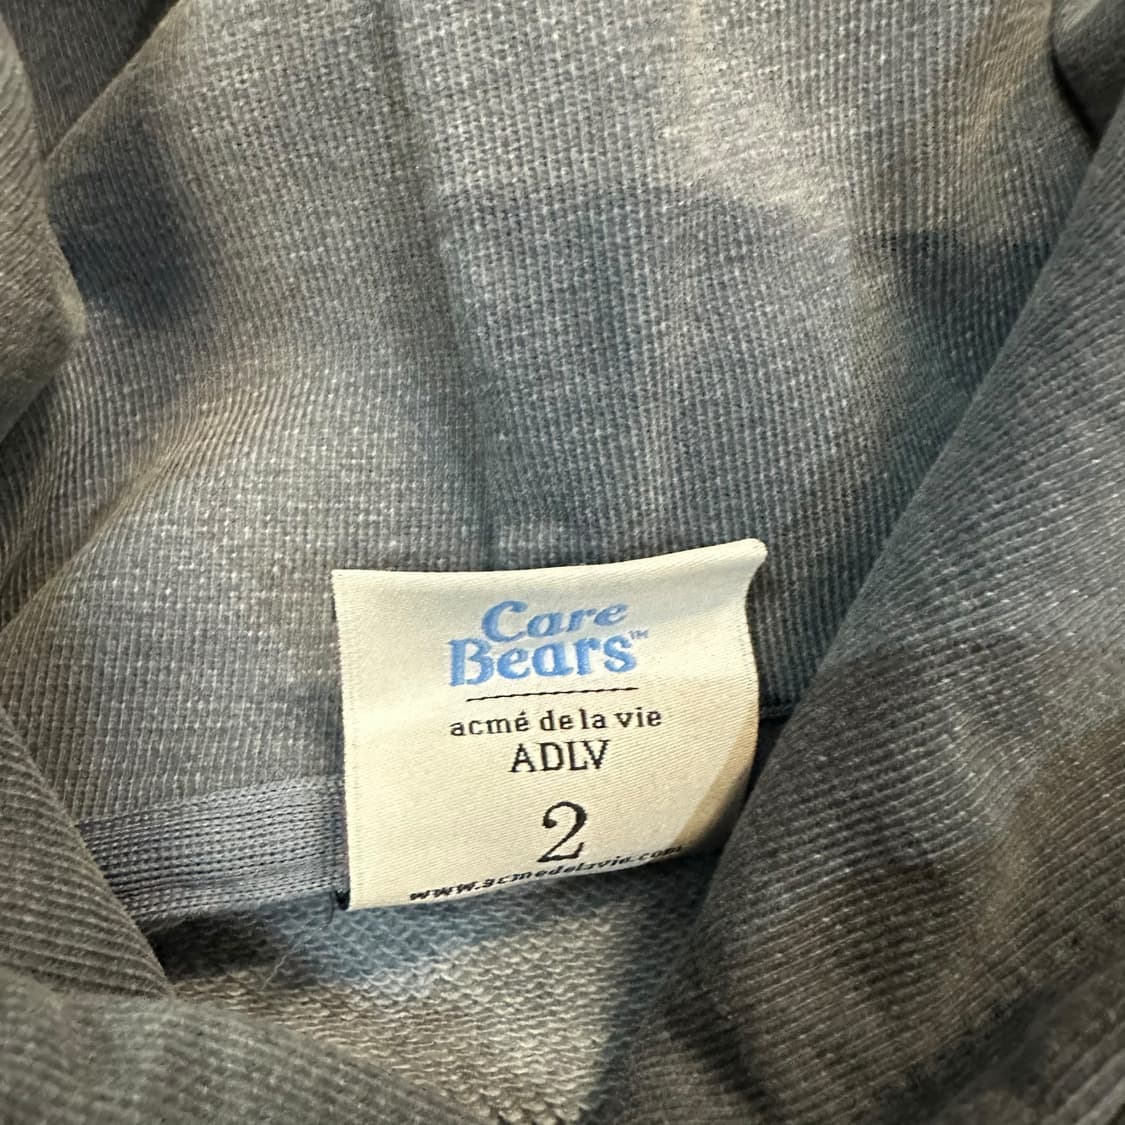 Care
Bears™
acmé de la vie
ADLV
2
www.acmedelavie.com